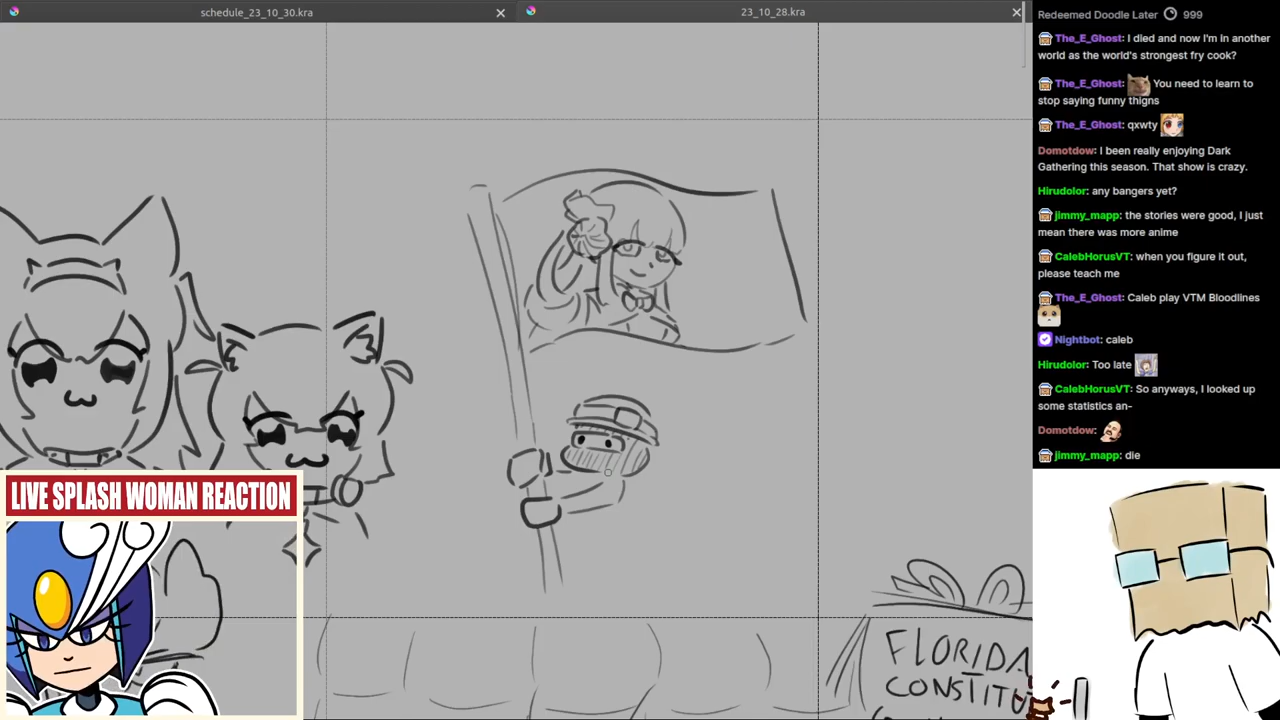 schedule_23_10_30.kra
23_10_28.kra
Redeemed Doodle Later 999
The_E_Ghost: I died and now I'm in another
world as the world's strongest fry cook?
The_E_Ghost: You need to learn to
stop saying funny thigns
The_E_Ghost: qxwty
Domotdow: I been really enjoying Dark
Gathering this season. That show is crazy.
Hirudolor: any bangers yet?
jimmy_mapp: the stories were good, I just
mean there was more anime
CalebHorusVT: when you figure it out,
please teach me
The_E_Ghost: Caleb play VTM Bloodlines
Nightbot: caleb
Hirudolor: Too late
CalebHorusVT: So anyways, I looked up
some statistics an-
Domotdow:
jimmy_mapp: die
LIVE SPLASH WOMAN REACTION
FLORIDA